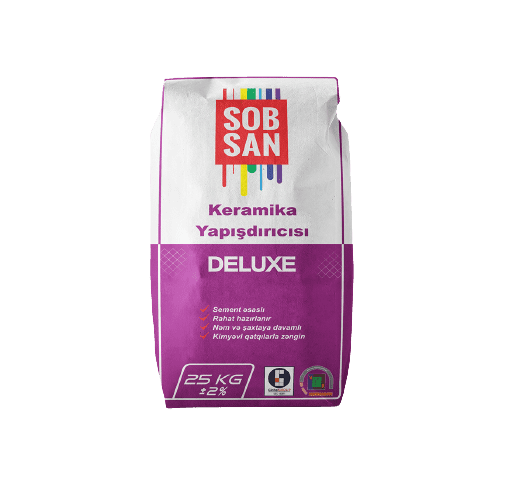 SOB
SAN
Keramika
Yapışdırıcısı
DELUXE
Sement əsaslı
Rahat hazırlanır
Nəm və şaxtaya davamlı
Kimyəvi qatqılarla zəngin
25 KG
±2%